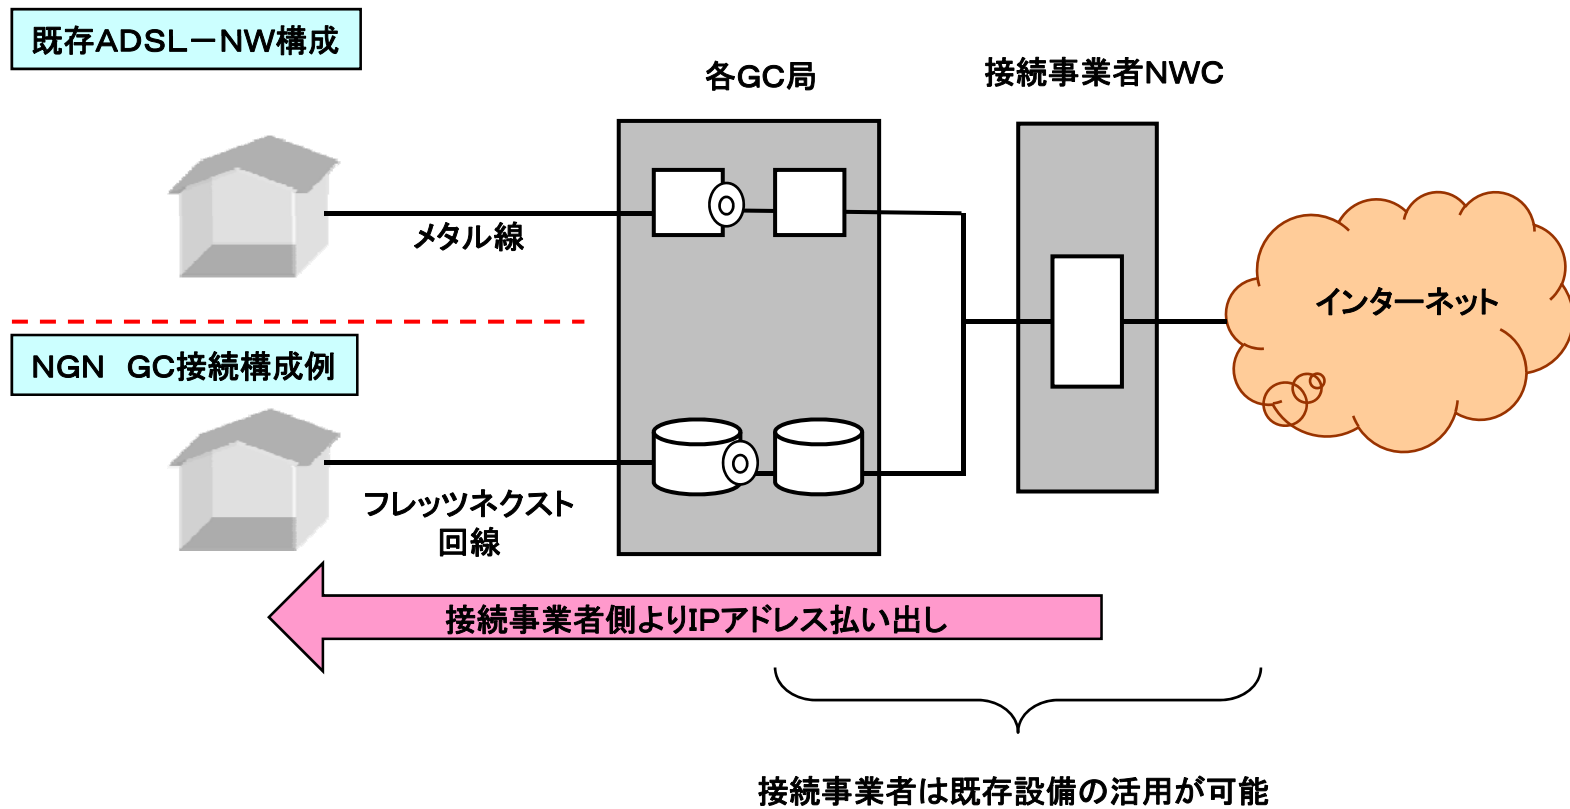 既存ADSL－NW構成
各GC局
接続事業者NWC
メタル線
インターネット
NGN　GC接続構成例
フレッツネクスト
回線
接続事業者側よりIPアドレス払い出し
接続事業者は既存設備の活用が可能